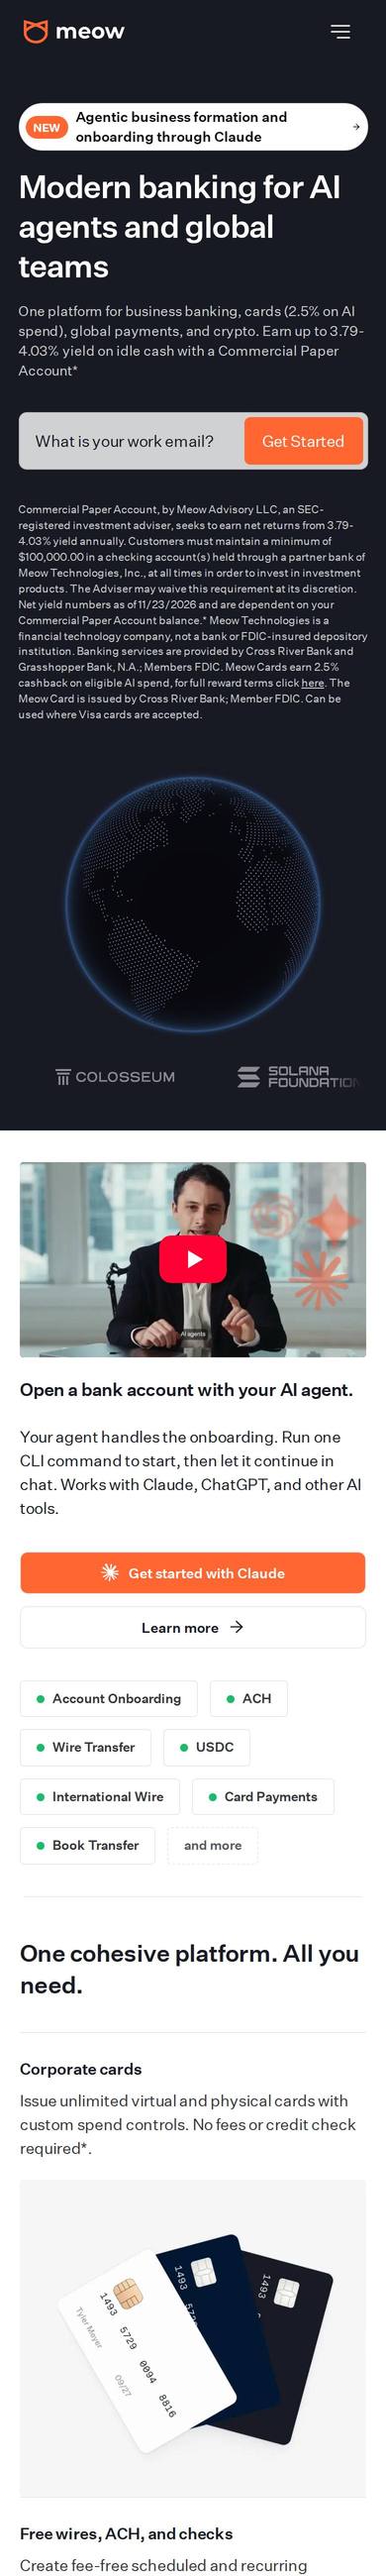 meow
NEW
Agentic business formation and
onboarding through Claude
Modern banking for AI
agents and global
teams
One platform for business banking, cards (2.5% on AI
spend), global payments, and crypto. Earn up to 3.79-
4.03% yield on idle cash with a Commercial Paper
Account*
What is your work email?
Get Started
Commercial Paper Account, by Meow Advisory LLC, an SEC-
registered investment adviser, seeks to earn net returns from 3.79-
4.03% yield annually. Customers must maintain a minimum of
$100,000.00 in a checking account(s) held through a partner bank of
Meow Technologies, Inc., at all times in order to invest in investment
products. The Adviser may waive this requirement at its discretion.
Net yield numbers as of 11/23/2026 and are dependent on your
Commercial Paper Account balance.* Meow Technologies is a
financial technology company, not a bank or FDIC-insured depository
institution. Banking services are provided by Cross River Bank and
Grasshopper Bank, N.A.; Members FDIC. Meow Cards earn 2.5%
cashback on eligible AI spend, for full reward terms click here. The
Meow Card is issued by Cross River Bank; Member FDIC. Can be
used where Visa cards are accepted.
COLOSSEUM
SOLANA
FOUNDATION
AI agents
Open a bank account with your AI agent.
Your agent handles the onboarding. Run one
CLI command to start, then let it continue in
chat. Works with Claude, ChatGPT, and other AI
tools.
Get started with Claude
Learn more
Account Onboarding
ACH
Wire Transfer
USDC
International Wire
Card Payments
Book Transfer
and more
One cohesive platform. All you
need.
Corporate cards
Issue unlimited virtual and physical cards with
custom spend controls. No fees or credit check
required*.
Tyler Meyer
1493 5729 0094 8816
09/27
1493
1493
Free wires, ACH, and checks
Create fee-free scheduled and recurring